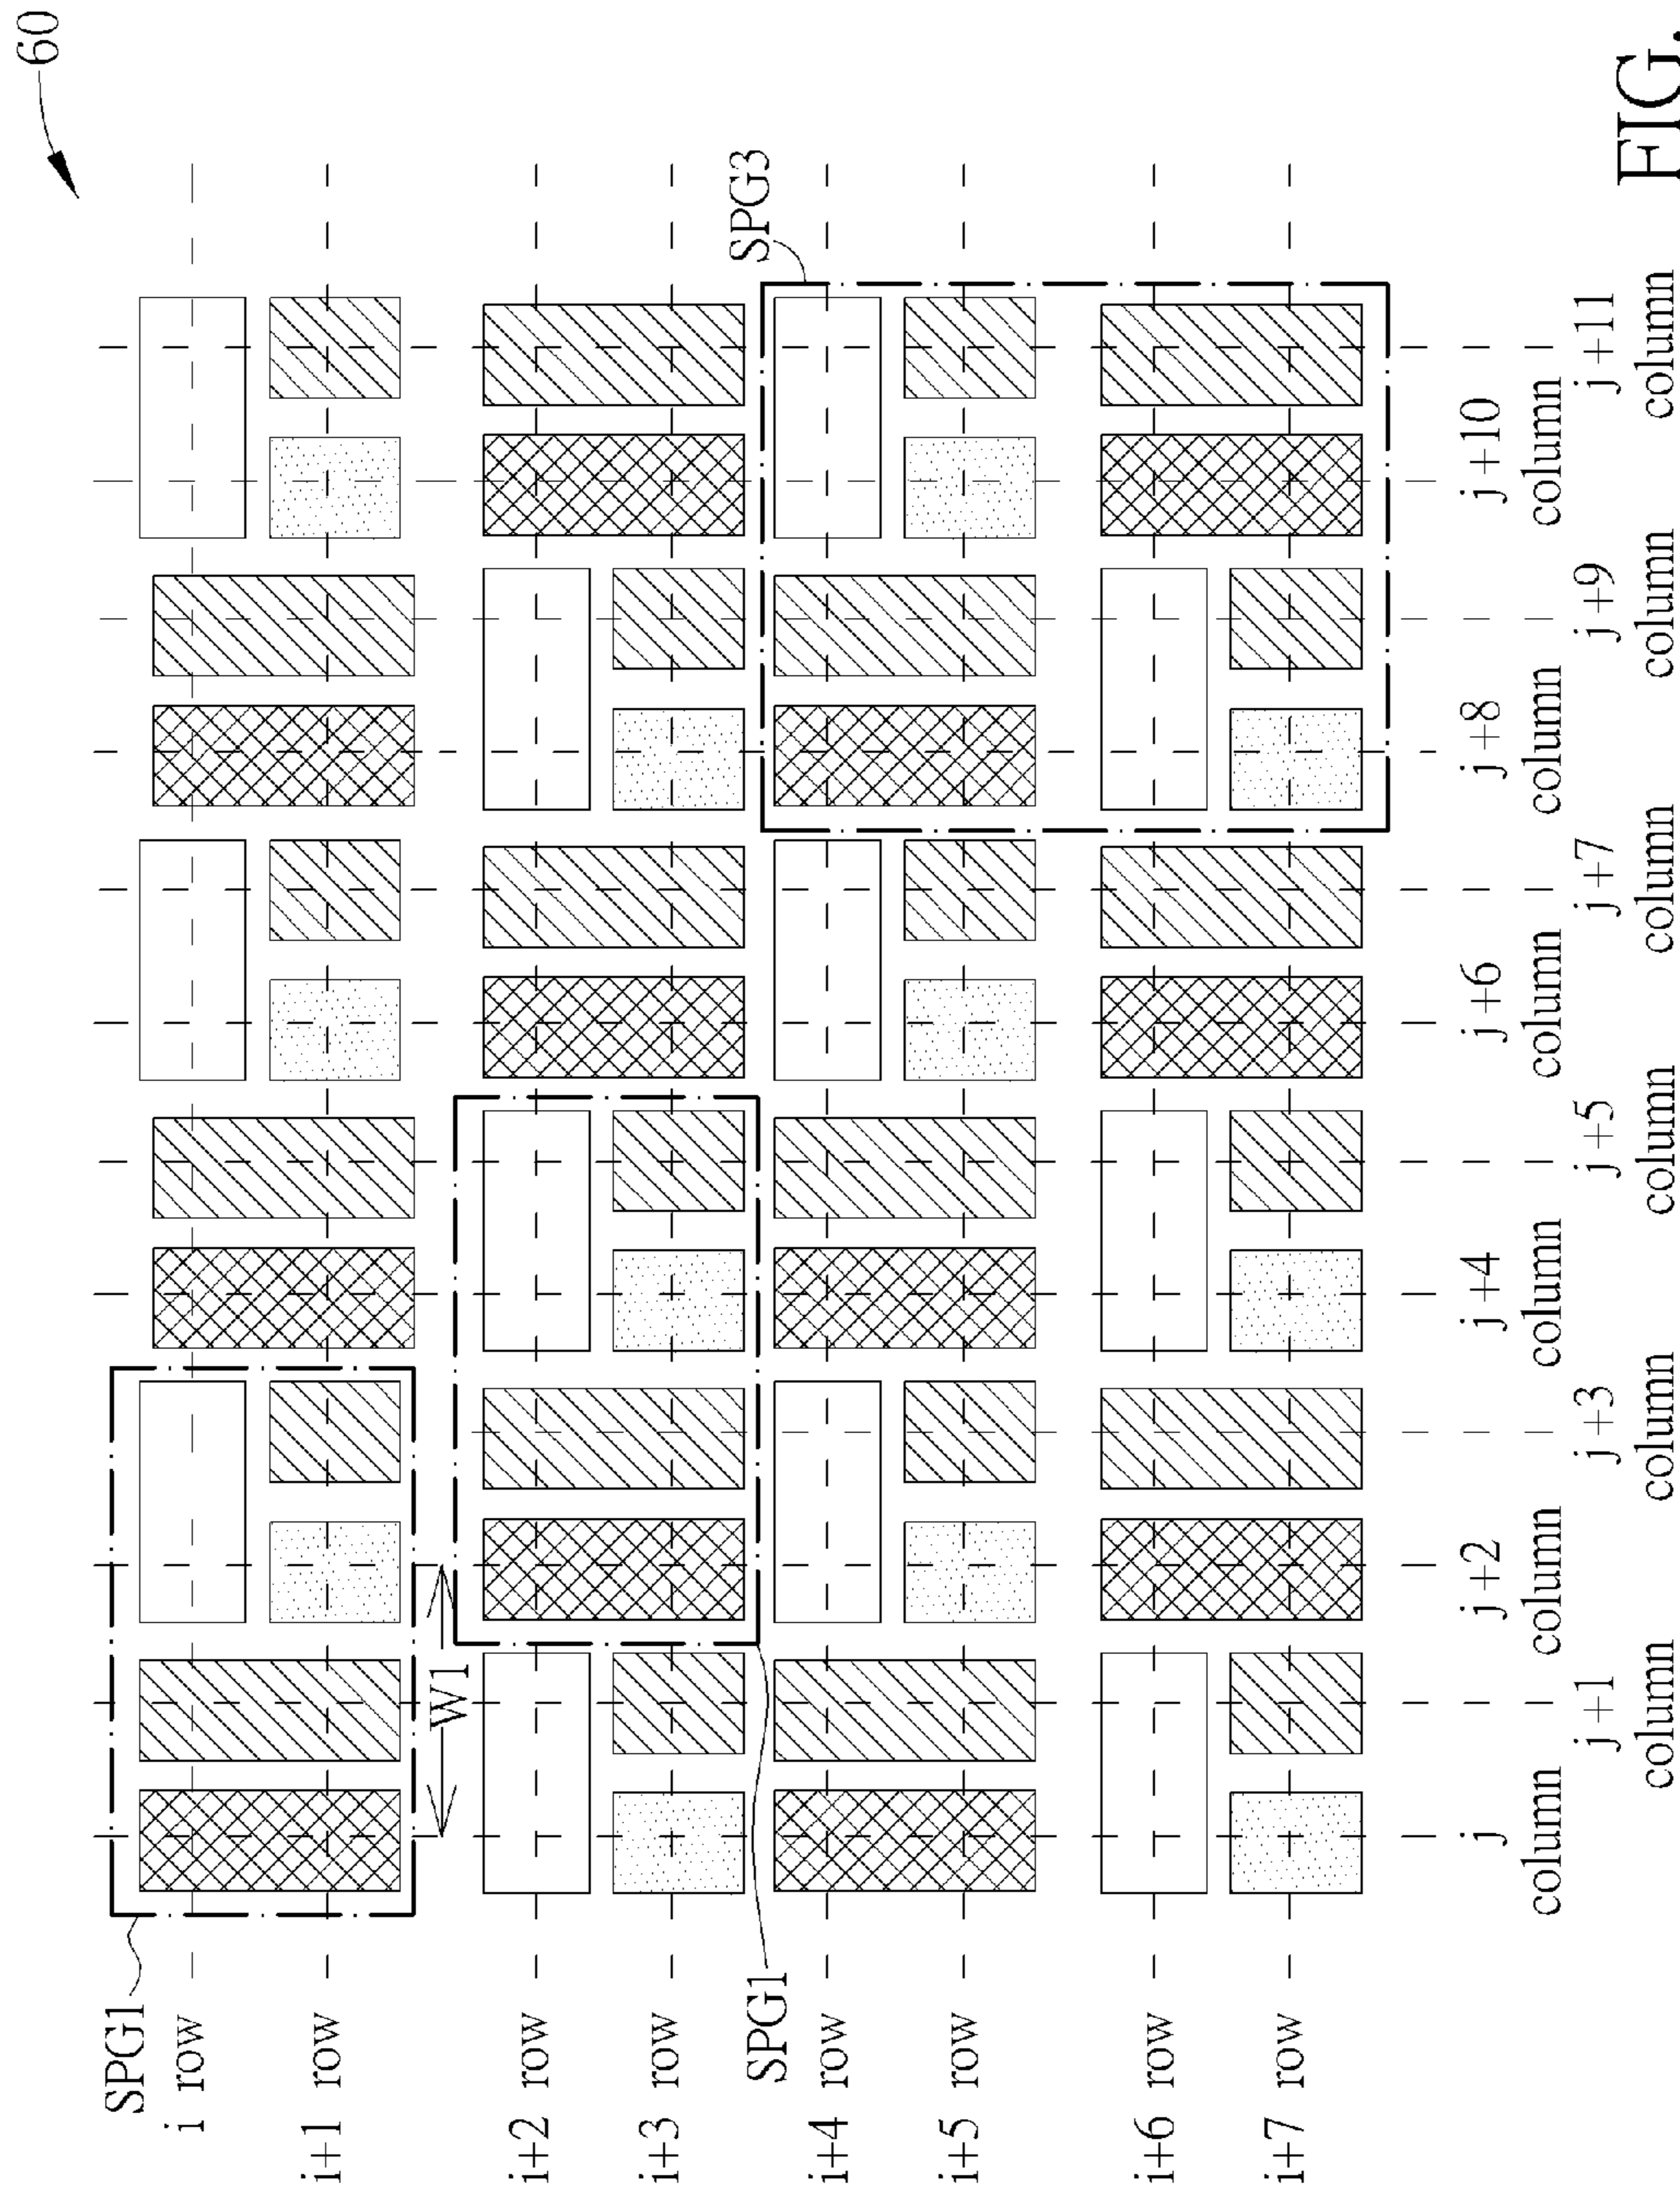 60
SPG1
i row
i+1 row
W1
i+2 row
i+3 row
SPG1
SPG3
i+4 row
i+5 row
i+6 row
i+7 row
j
column
j+1
column
j+2
column
j+3
column
j+4
column
j+5
column
j+6
column
j+7
column
j+8
column
j+9
column
j+10
column
j+11
column
FIG.